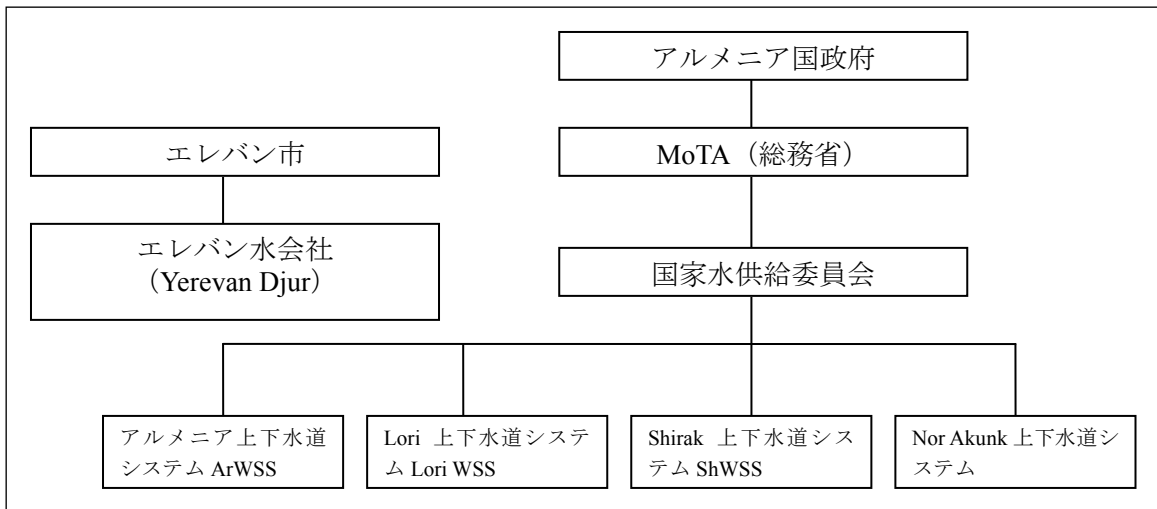 アルメニア国政府
エレバン市
MoTA（総務省）
エレバン水会社
（Yerevan Djur）
国家水供給委員会
アルメニア上下水道
システム ArWSS
Lori 上下水道システ
ム Lori WSS
Shirak 上下水道シス
テム ShWSS
Nor Akunk 上下水道シ
ステム